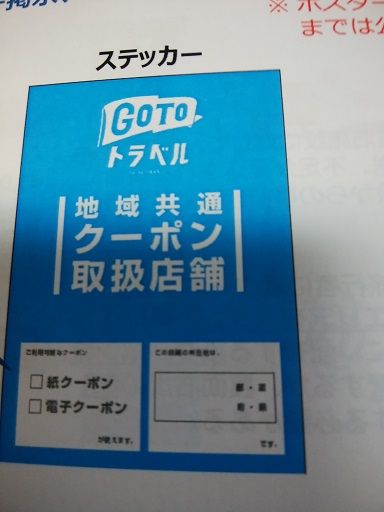 ※ ポスター
までは公
ステッカー
GOTO
トラベル
地域共通
クーポン
取扱店舗
ご利用可能なクーポン
□紙クーポン
□電子クーポン
が使えます。
この店舗の所在地は、
都・道
府・県
です。